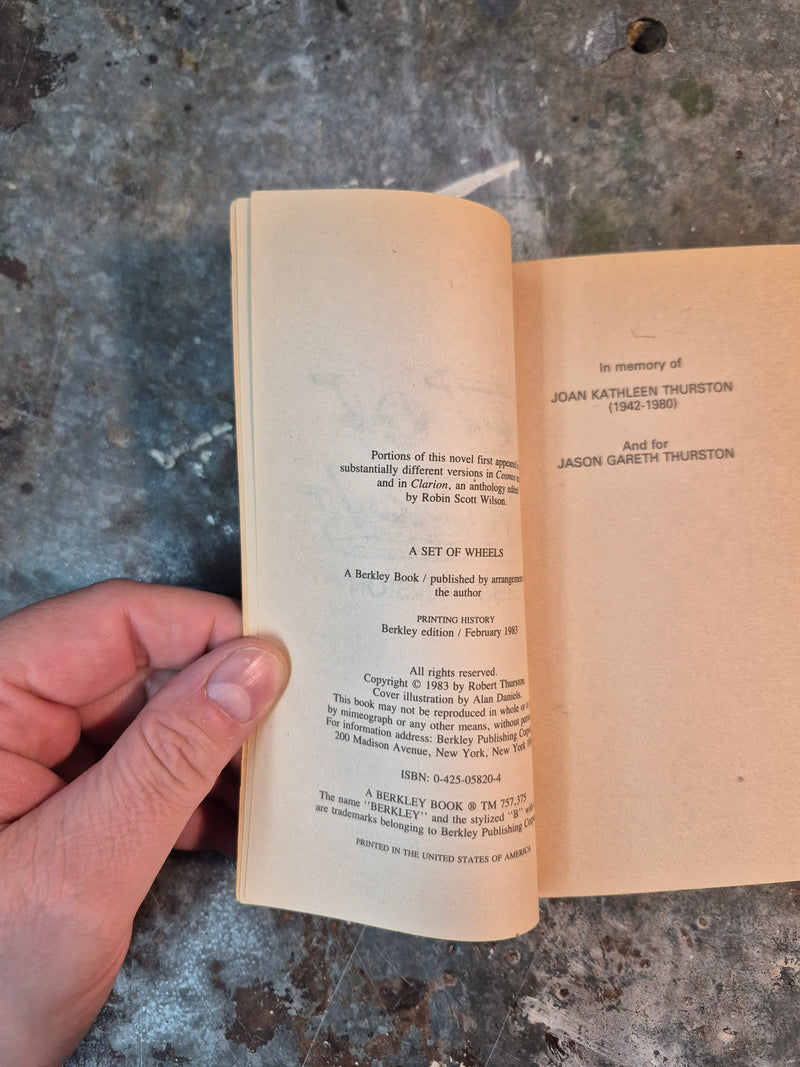 Portions of this novel first appeared
substantially different versions in Cosmos
and in Clarion, an anthology edited
by Robin Scott Wilson.
A SET OF WHEELS
A Berkley Book / published by arrangement
the author
PRINTING HISTORY
Berkley edition / February 1983
All rights reserved.
Copyright © 1983 by Robert Thurston.
Cover illustration by Alan Daniels.
This book may not be reproduced in whole or
by mimeograph or any other means, without
For information address: Berkley Publishing
200 Madison Avenue, New York, New York
ISBN: 0-425-05820-4
A BERKLEY BOOK ® TM 757,375
The name "BERKLEY" and the stylized "B"
are trademarks belonging to Berkley Publishing
PRINTED IN THE UNITED STATES OF AMERICA
In memory of
JOAN KATHLEEN THURSTON
(1942-1980)
And for
JASON GARETH THURSTON